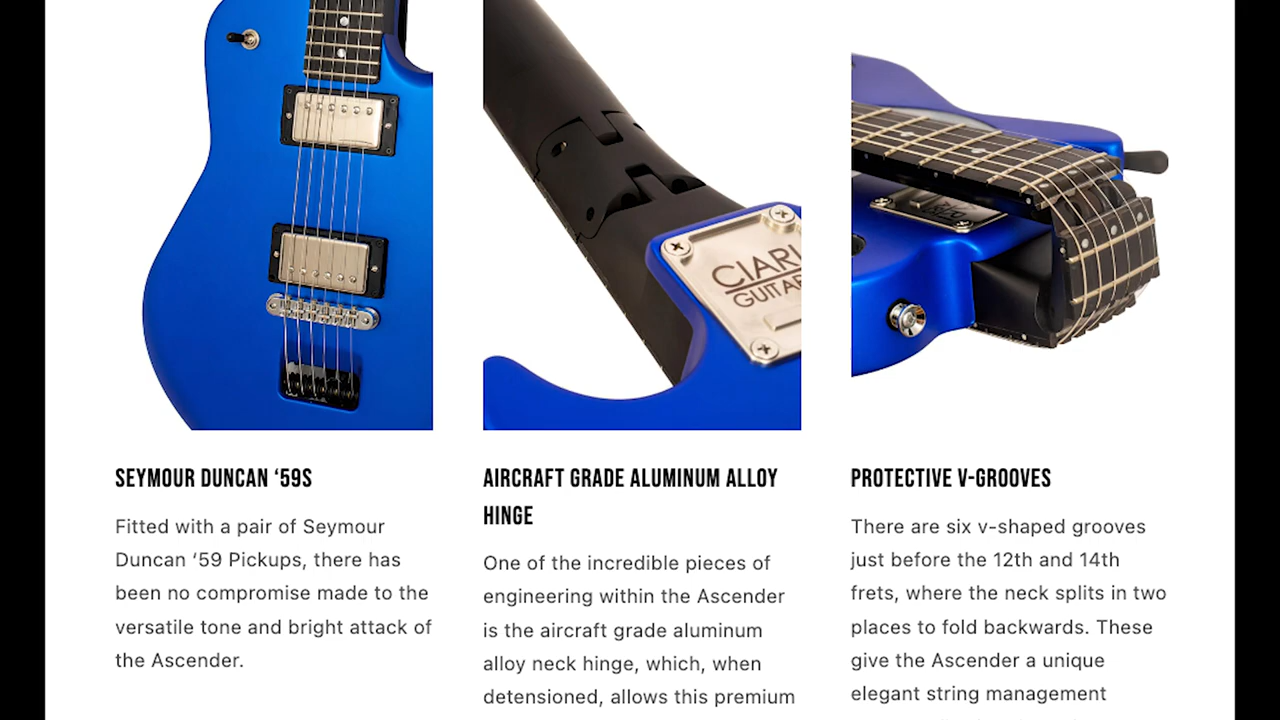 CIARI
GUITARS
SEYMOUR DUNCAN ‘59S
Fitted with a pair of Seymour
Duncan ‘59 Pickups, there has
been no compromise made to the
versatile tone and bright attack of
the Ascender.
AIRCRAFT GRADE ALUMINUM ALLOY
HINGE
One of the incredible pieces of
engineering within the Ascender
is the aircraft grade aluminum
alloy neck hinge, which, when
detensioned, allows this premium
PROTECTIVE V-GROOVES
There are six v-shaped grooves
just before the 12th and 14th
frets, where the neck splits in two
places to fold backwards. These
give the Ascender a unique
elegant string management